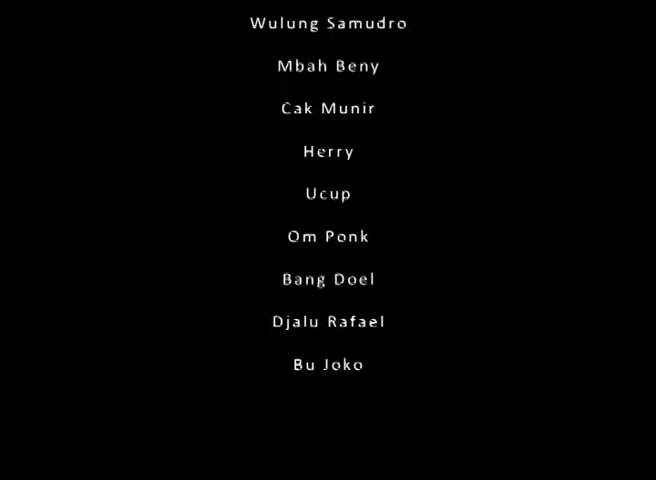 Wulung Samudro
Mbah Beny
Cak Munir
Herry
Ucup
Om Ponk
Bang Doel
Djalu Rafael
Bu Joko